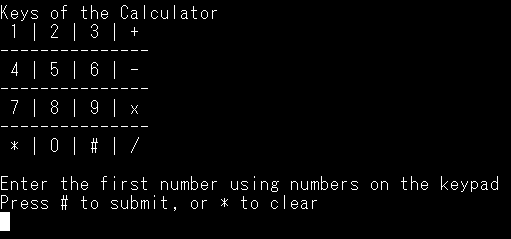 Keys of the Calculator
1 | 2 | 3 | +
---------------
4 | 5 | 6 | -
---------------
7 | 8 | 9 | x
---------------
* | 0 | # | /
Enter the first number using numbers on the keypad
Press # to submit, or * to clear